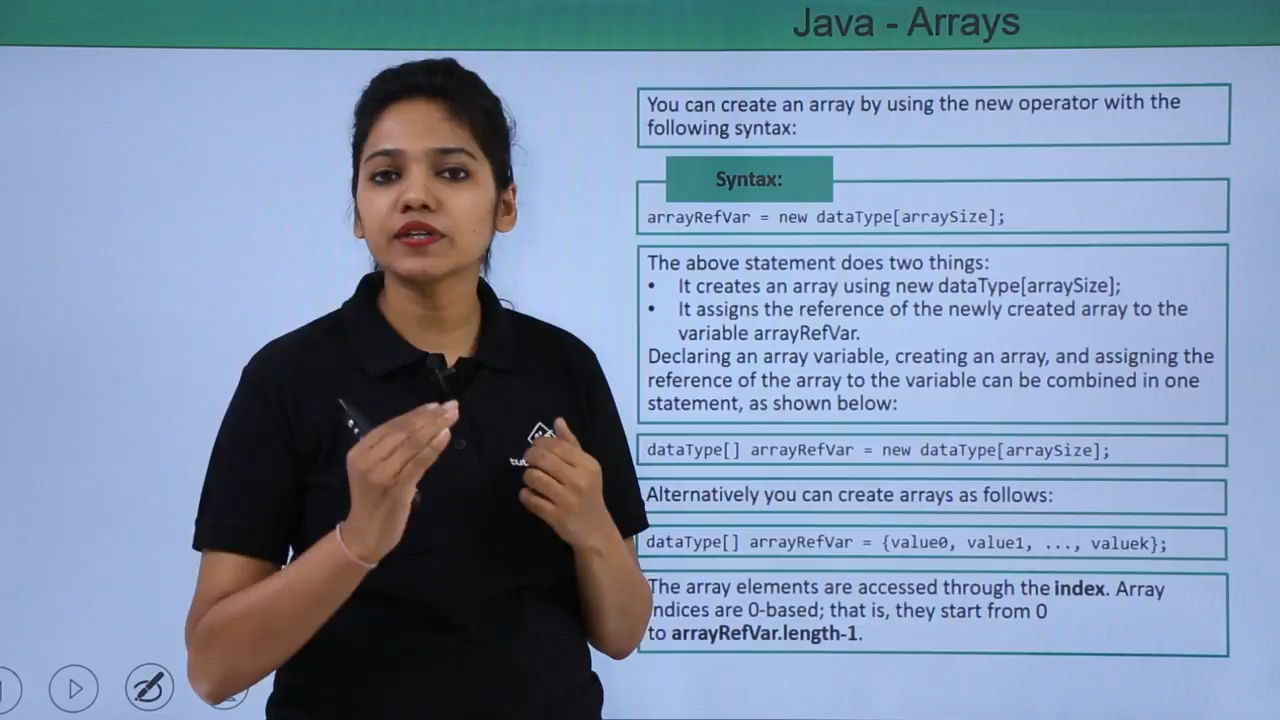 Java - Arrays
You can create an array by using the new operator with the
following syntax:
Syntax:
arrayRefVar = new dataType[arraySize];
The above statement does two things:
• It creates an array using new dataType[arraySize];
• It assigns the reference of the newly created array to the
variable arrayRefVar.
Declaring an array variable, creating an array, and assigning the
reference of the array to the variable can be combined in one
statement, as shown below:
dataType[] arrayRefVar = new dataType[arraySize];
Alternatively you can create arrays as follows:
dataType[] arrayRefVar = {value0, value1, ..., valuek};
The array elements are accessed through the index. Array
indices are 0-based; that is, they start from 0
to arrayRefVar.length-1.